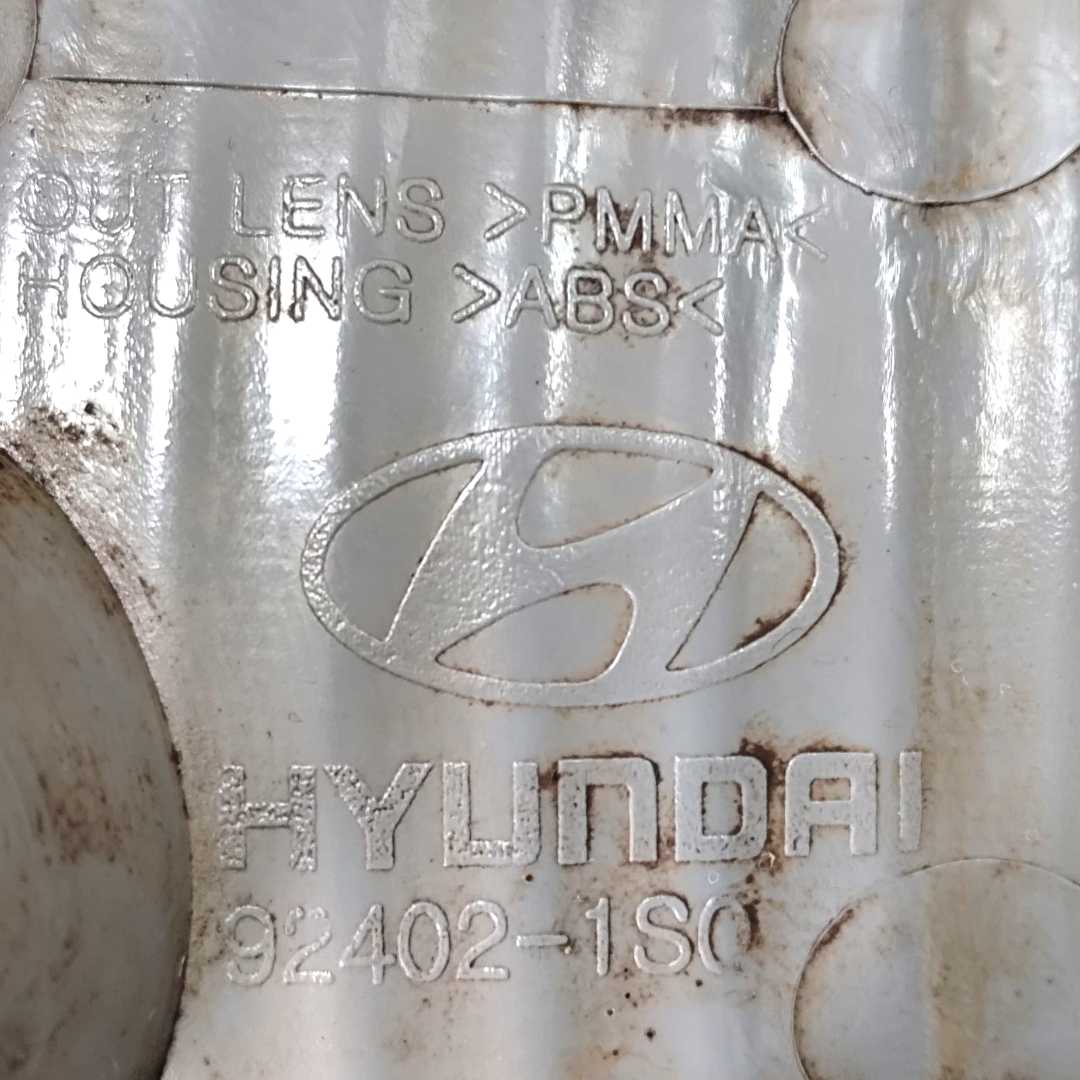 OUT LENS >PMMA<
HOUSING >ABS<
HYUNDAI
92402-1S0